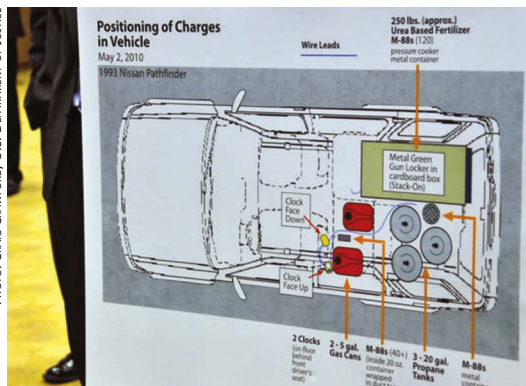 Positioning of Charges
in Vehicle
May 2, 2010
1993 Nissan Pathfinder
Wire Leads
250 lbs. (approx.)
Urea Based Fertilizer
M-88s (120)
pressure cooker
metal container
Metal Green
Gun Locker in
cardboard box
(Stack-On)
Clock
Face
Down
Clock
Face Up
2 Clocks
(on floor
behind
front
driver's
seat)
2 - 5 gal.
Gas Cans
M-88s (40+)
(inside 20 oz.
container
wrapped
3 - 20 gal.
Propane
Tanks
M-88s
metal